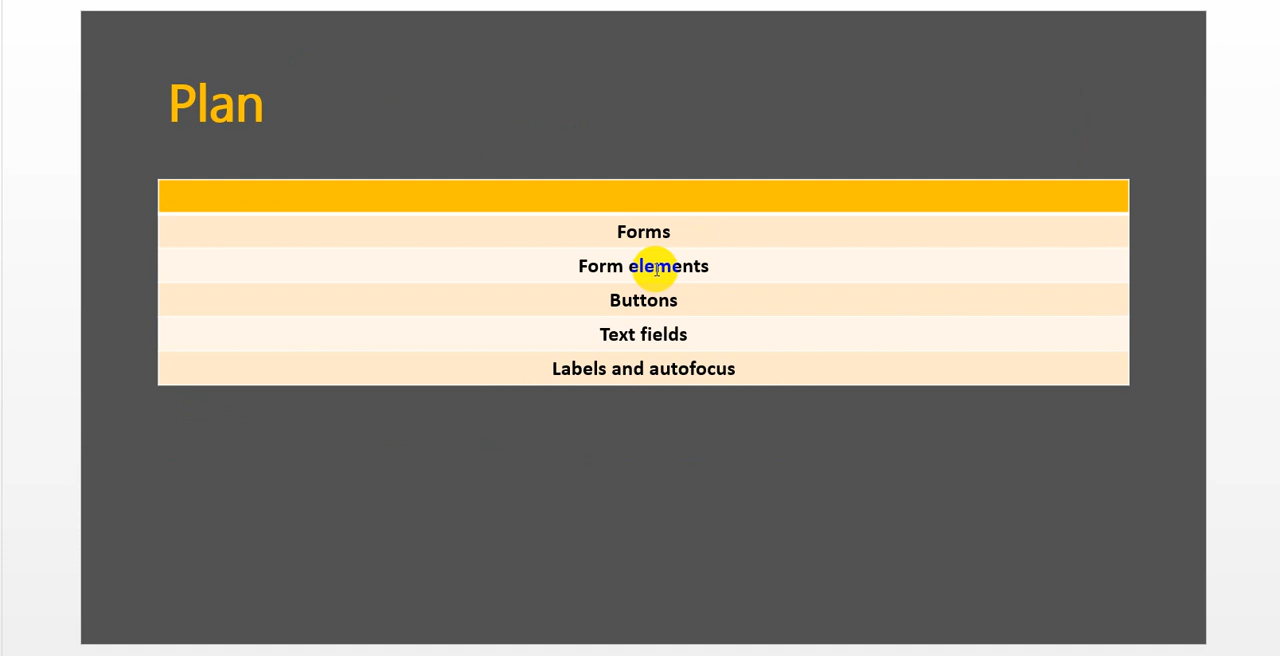 Plan
Forms
Form elements
Buttons
Text fields
Labels and autofocus